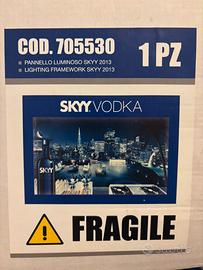 COD. 705530
1 PZ
PANNELLO LUMINOSO SKYY 2013
LIGHTING FRAMEWORK SKYY 2013
SKYY VODKA
SKYY
FRAGILE